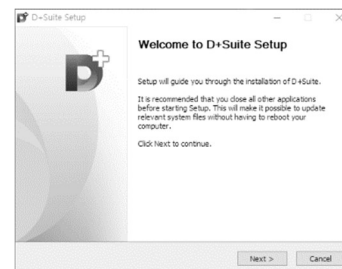 D+Suite Setup
Welcome to D+Suite Setup
Setup will guide you through the installation of D+Suite.
It is recommended that you close all other applications
before starting Setup. This will make it possible to update
relevant system files without having to reboot your
computer.
Click Next to continue.
Next >
Cancel